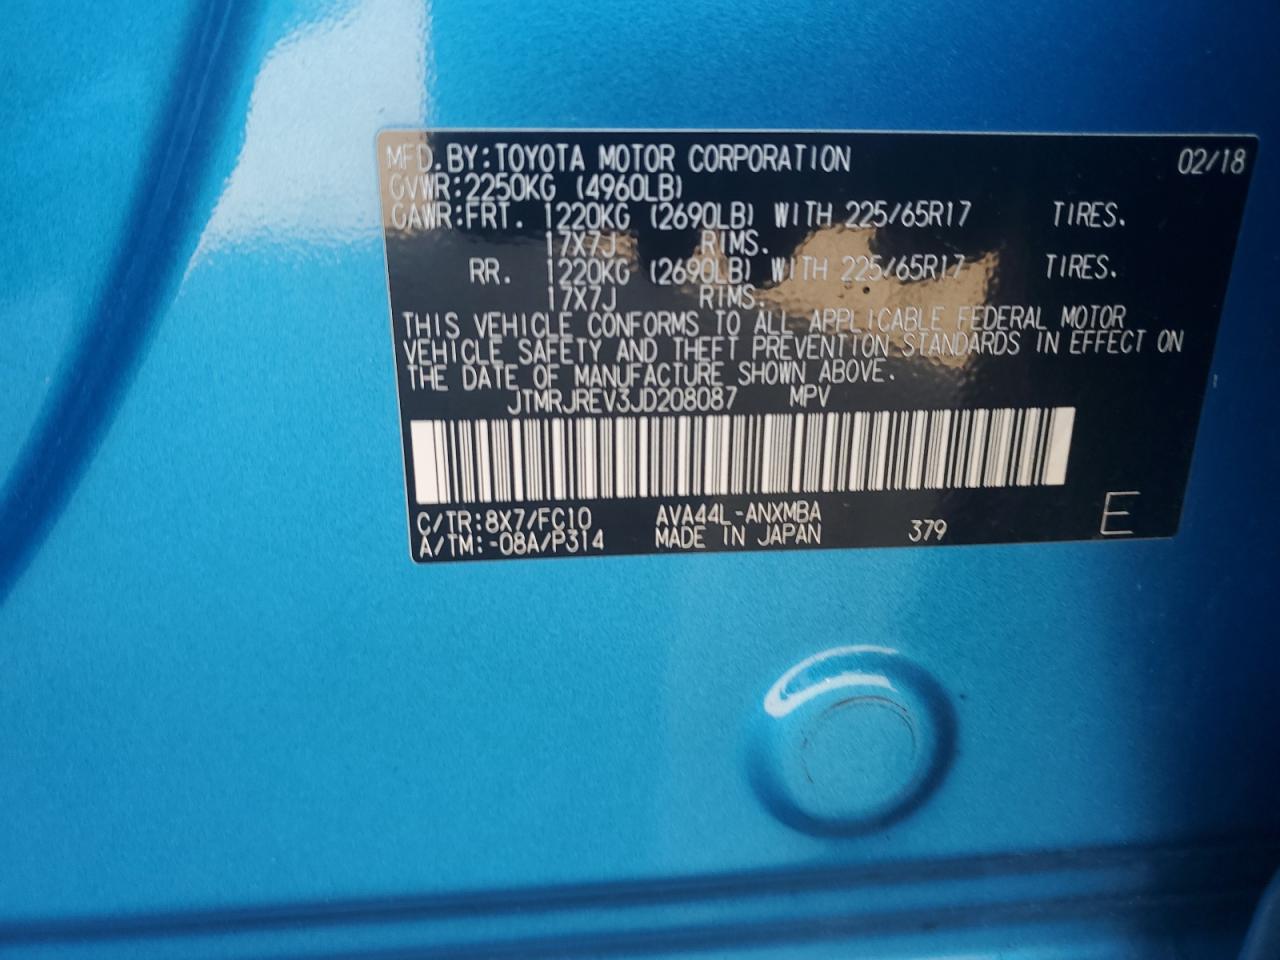 MFD.BY:TOYOTA MOTOR CORPORATION 02/18
GVWR:2250KG (4960LB)
GAWR:FRT. 1220KG (2690LB) WITH 225/65R17 TIRES.
17X7J RIMS.
RR. 1220KG (2690LB) WITH 225/65R17 TIRES.
17X7J RIMS.
THIS VEHICLE CONFORMS TO ALL APPLICABLE FEDERAL MOTOR
VEHICLE SAFETY AND THEFT PREVENTION STANDARDS IN EFFECT ON
THE DATE OF MANUFACTURE SHOWN ABOVE.
JTMRJREV3JD208087 MPV
C/TR:8X7/FC10 AVA44L-ANXMBA
A/TM:-08A/P314 MADE IN JAPAN 379 E